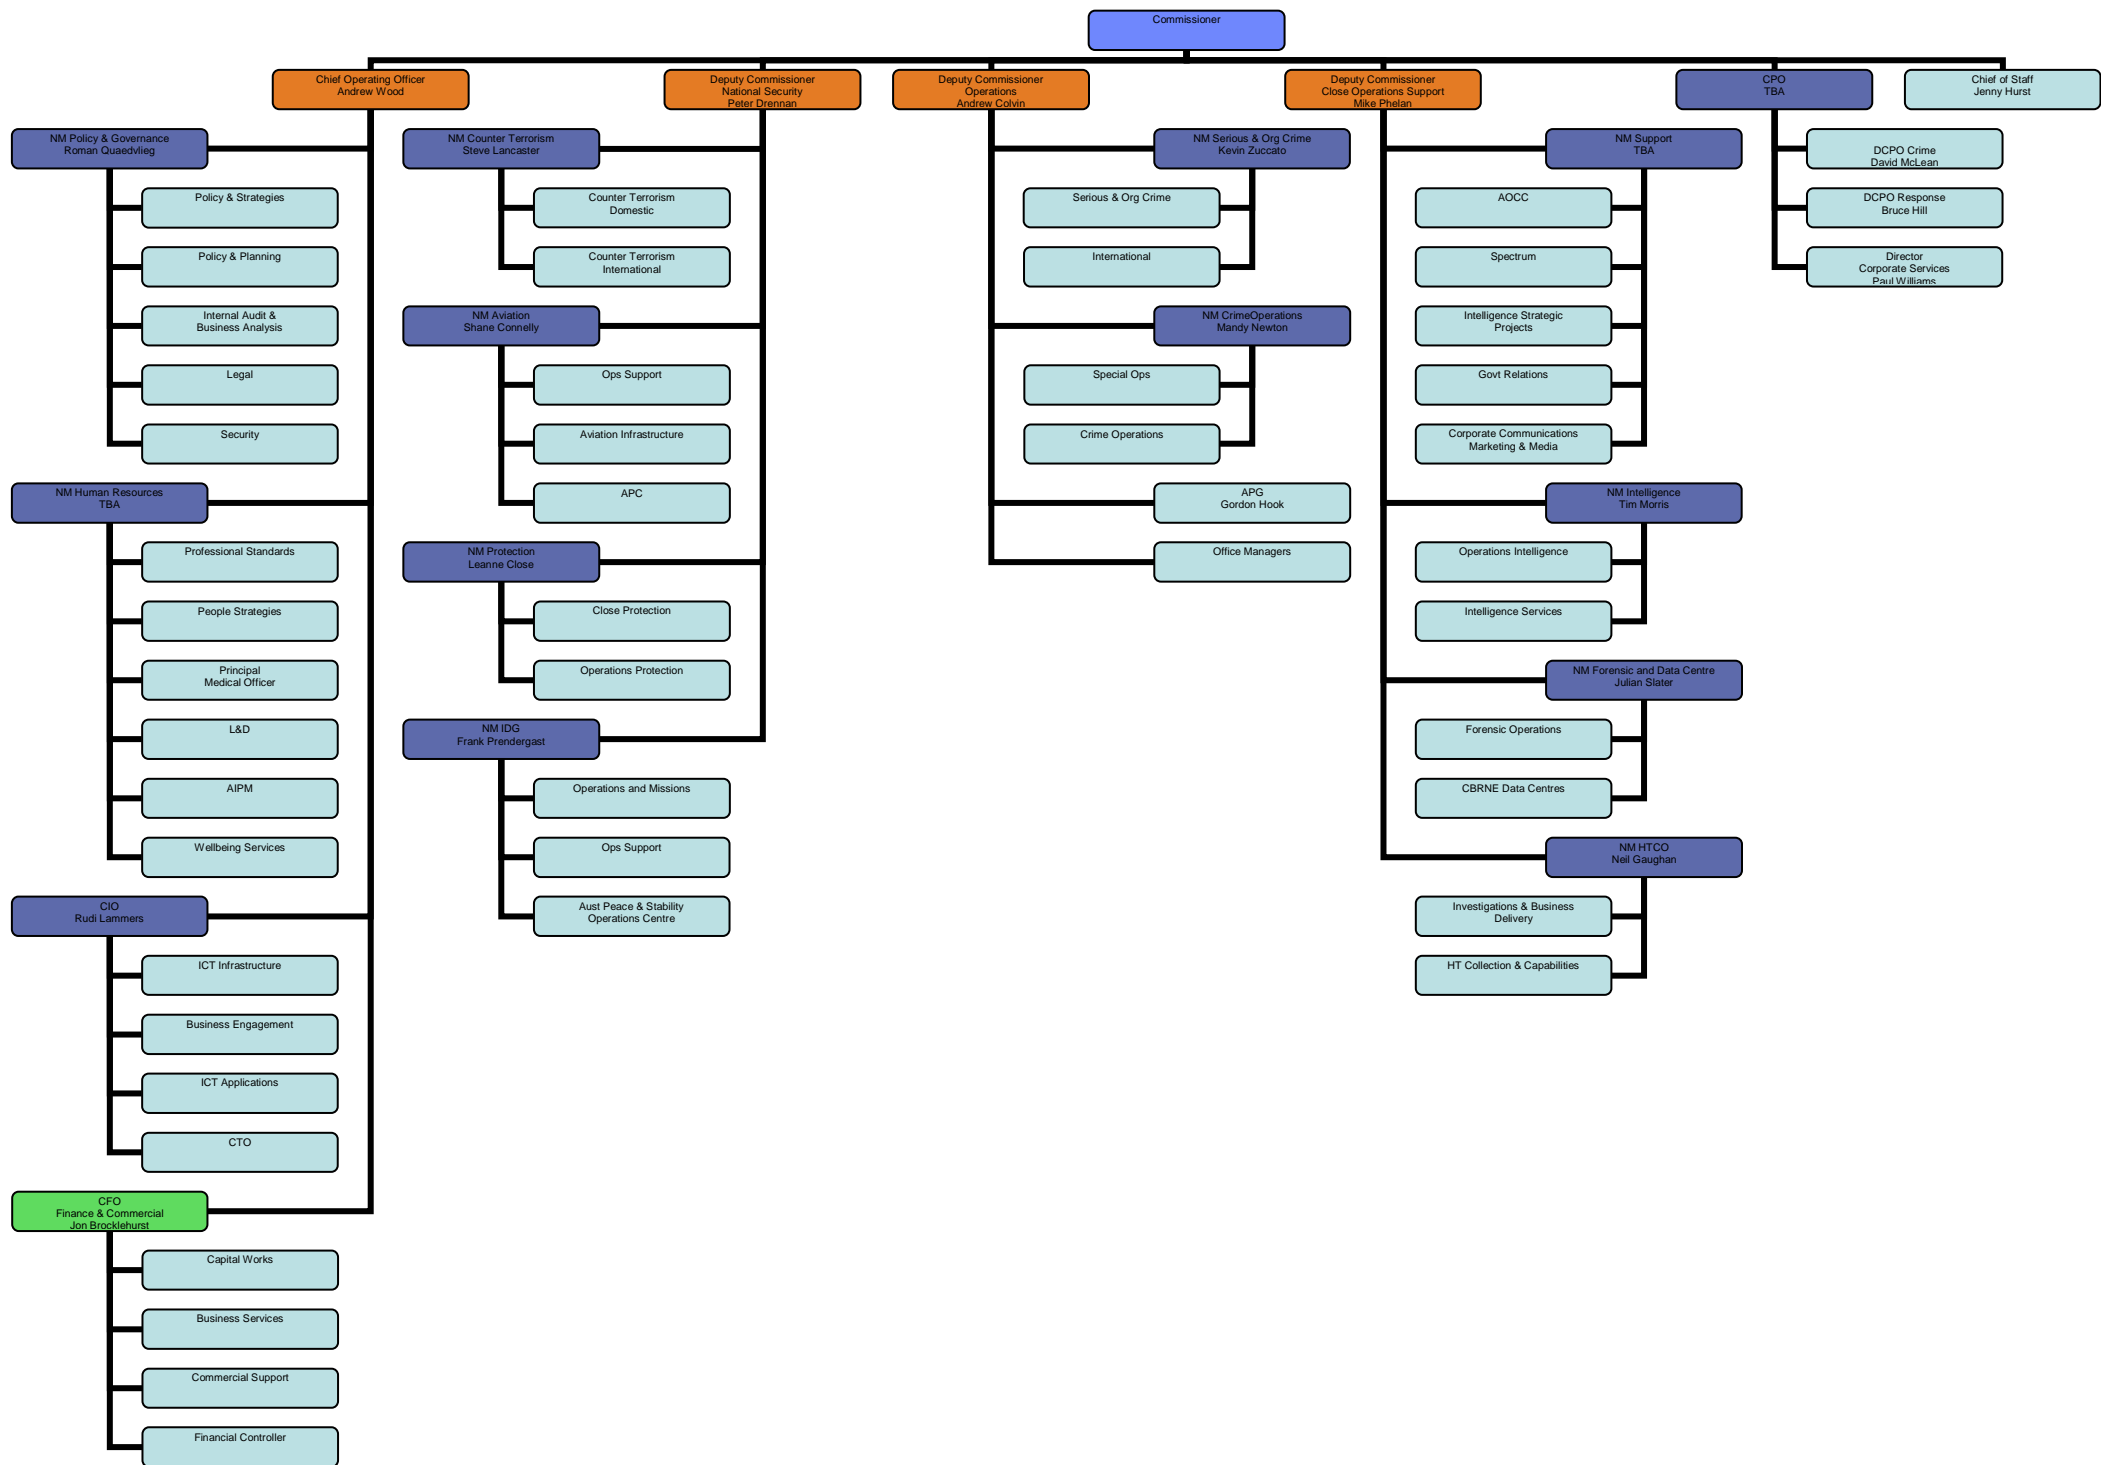 Commissioner
Chief Operating Officer
Andrew Wood
Deputy Commissioner
National Security
Peter Drennan
Deputy Commissioner
Operations
Andrew Colvin
Deputy Commissioner
Close Operations Support
Mike Phelan
CPO
TBA
Chief of Staff
Jenny Hurst
NM Policy & Governance
Roman Quaedvlieg
Policy & Strategies
Policy & Planning
Internal Audit &
Business Analysis
Legal
Security
NM Human Resources
TBA
Professional Standards
People Strategies
Principal
Medical Officer
L&D
AIPM
Wellbeing Services
CIO
Rudi Lammers
ICT Infrastructure
Business Engagement
ICT Applications
CTO
CFO
Finance & Commercial
Jon Brocklehurst
Capital Works
Business Services
Commercial Support
Financial Controller
NM Counter Terrorism
Steve Lancaster
Counter Terrorism
Domestic
Counter Terrorism
International
NM Aviation
Shane Connelly
Ops Support
Aviation Infrastructure
APC
NM Protection
Leanne Close
Close Protection
Operations Protection
NM IDG
Frank Prendergast
Operations and Missions
Ops Support
Aust Peace & Stability
Operations Centre
NM Serious & Org Crime
Kevin Zuccato
Serious & Org Crime
International
NM CrimeOperations
Mandy Newton
Special Ops
Crime Operations
APG
Gordon Hook
Office Managers
NM Support
TBA
AOCC
Spectrum
Intelligence Strategic
Projects
Govt Relations
Corporate Communications
Marketing & Media
NM Intelligence
Tim Morris
Operations Intelligence
Intelligence Services
NM Forensic and Data Centre
Julian Slater
Forensic Operations
CBRNE Data Centres
NM HTCO
Neil Gaughan
Investigations & Business
Delivery
HT Collection & Capabilities
DCPO Crime
David McLean
DCPO Response
Bruce Hill
Director
Corporate Services
Paul Williams